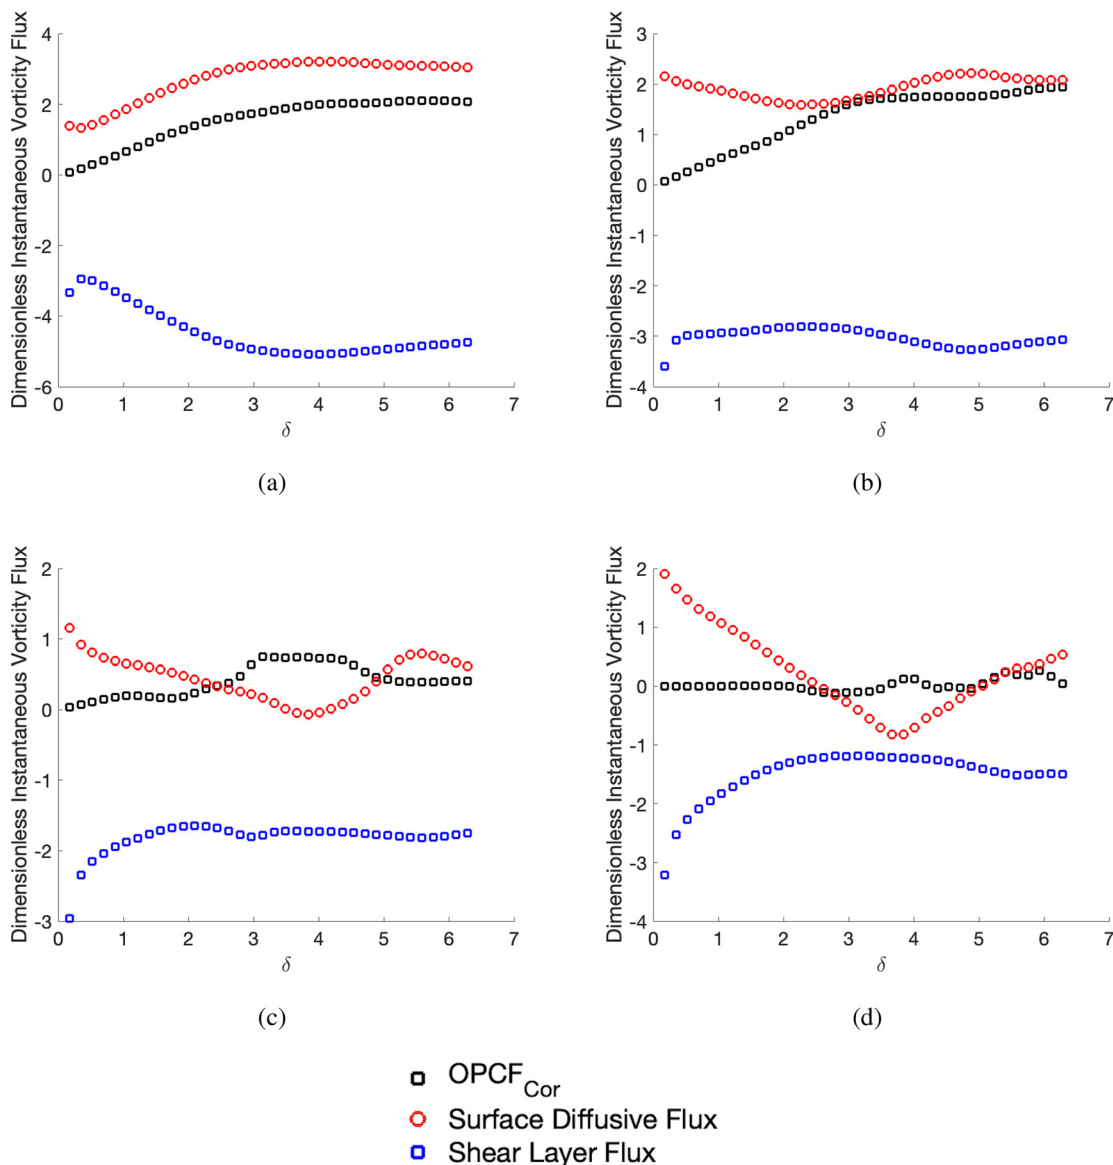 Dimensionless Instantaneous Vorticity Flux
4
2
0
-2
-4
-6
0 1 2 3 4 5 6 7
δ
(a)
Dimensionless Instantaneous Vorticity Flux
3
2
1
0
-1
-2
-3
-4
0 1 2 3 4 5 6 7
δ
(b)
Dimensionless Instantaneous Vorticity Flux
2
1
0
-1
-2
-3
0 1 2 3 4 5 6 7
δ
(c)
Dimensionless Instantaneous Vorticity Flux
2
1
0
-1
-2
-3
-4
0 1 2 3 4 5 6 7
δ
(d)
OPCF_Cor
Surface Diffusive Flux
Shear Layer Flux